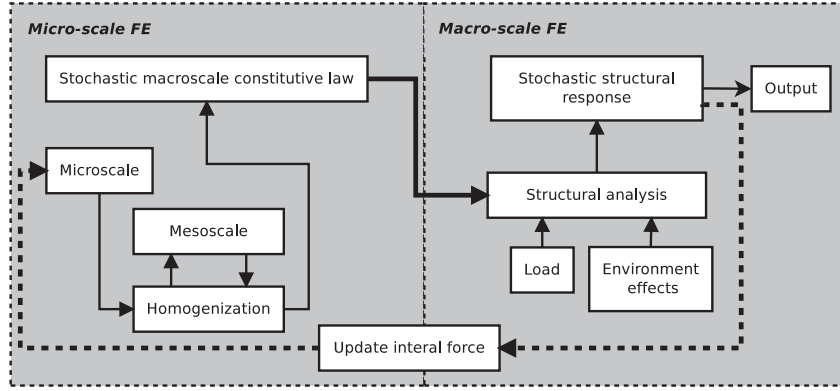 Micro-scale FE
Stochastic macroscale constitutive law
Microscale
Mesoscale
Homogenization
Macro-scale FE
Stochastic structural
response
Output
Structural analysis
Load
Environment
effects
Update interal force